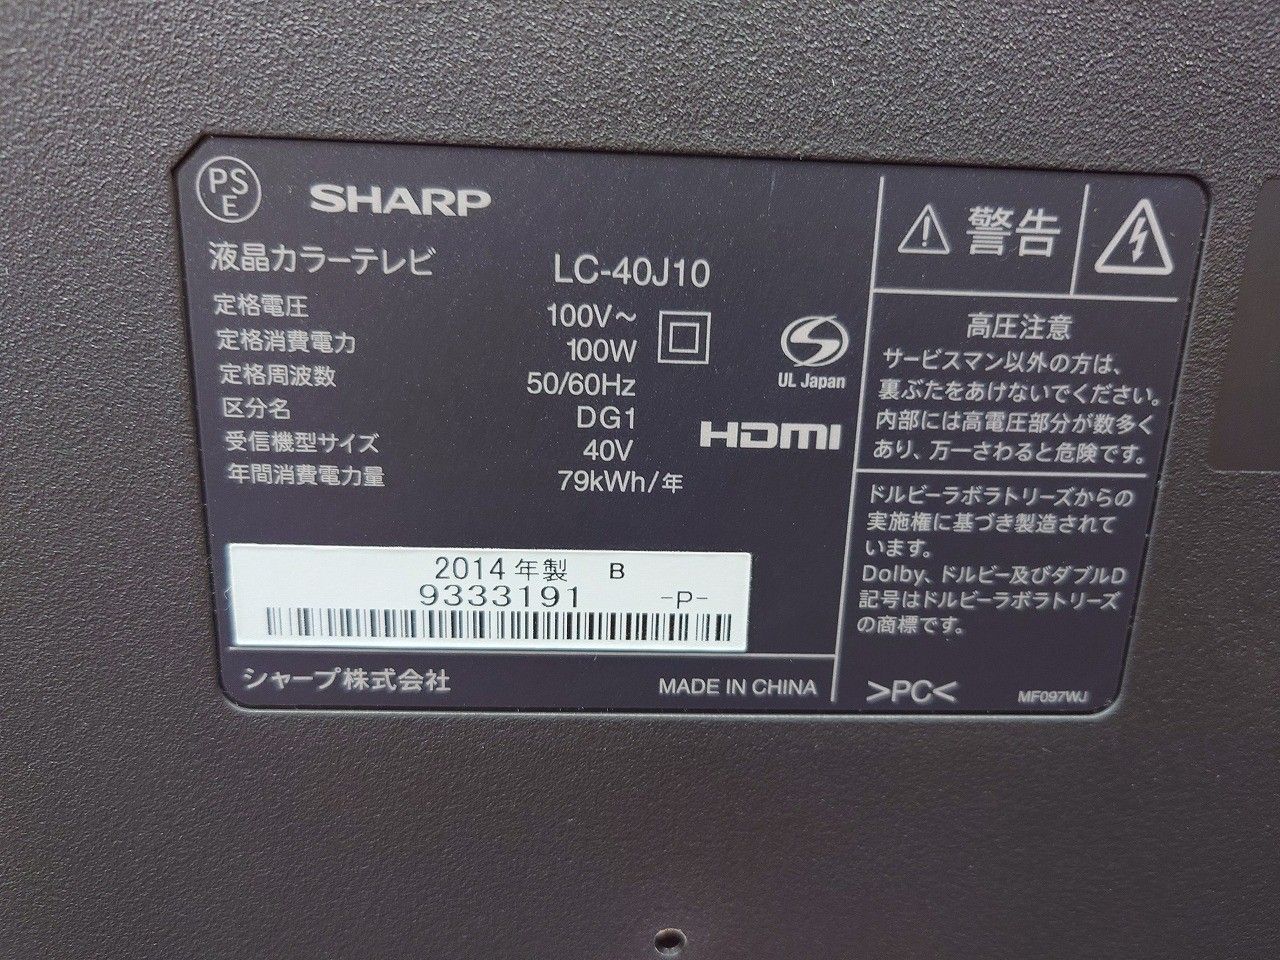 PS
E
SHARP
液晶カラーテレビ LC-40J10
定格電圧 100V~
定格消費電力 100W
定格周波数 50/60Hz
区分名 DG1
受信機型サイズ 40V
年間消費電力量 79kWh/年
UL Japan
HDMI
2014年製 B
9333191 -P-
シャープ株式会社 MADE IN CHINA
警告
高圧注意
サービスマン以外の方は、
裏ぶたをあけないでください。
内部には高電圧部分が数多く
あり、万一さわると危険です。
ドルビーラボラトリーズからの
実施権に基づき製造されて
います。
Dolby、ドルビー及びダブルD
記号はドルビーラボラトリーズ
の商標です。
>PC< MF097WJ